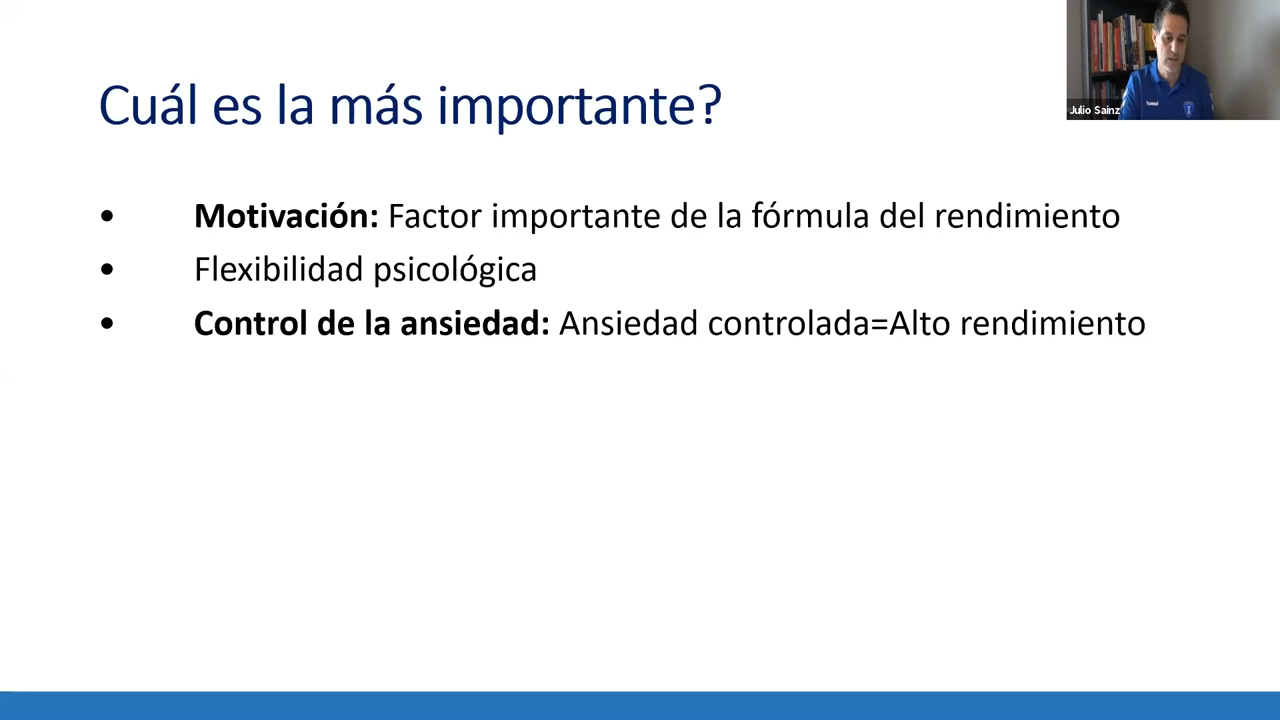 Cuál es la más importante?
• Motivación: Factor importante de la fórmula del rendimiento
• Flexibilidad psicológica
• Control de la ansiedad: Ansiedad controlada=Alto rendimiento
Julio Sainz
hummel